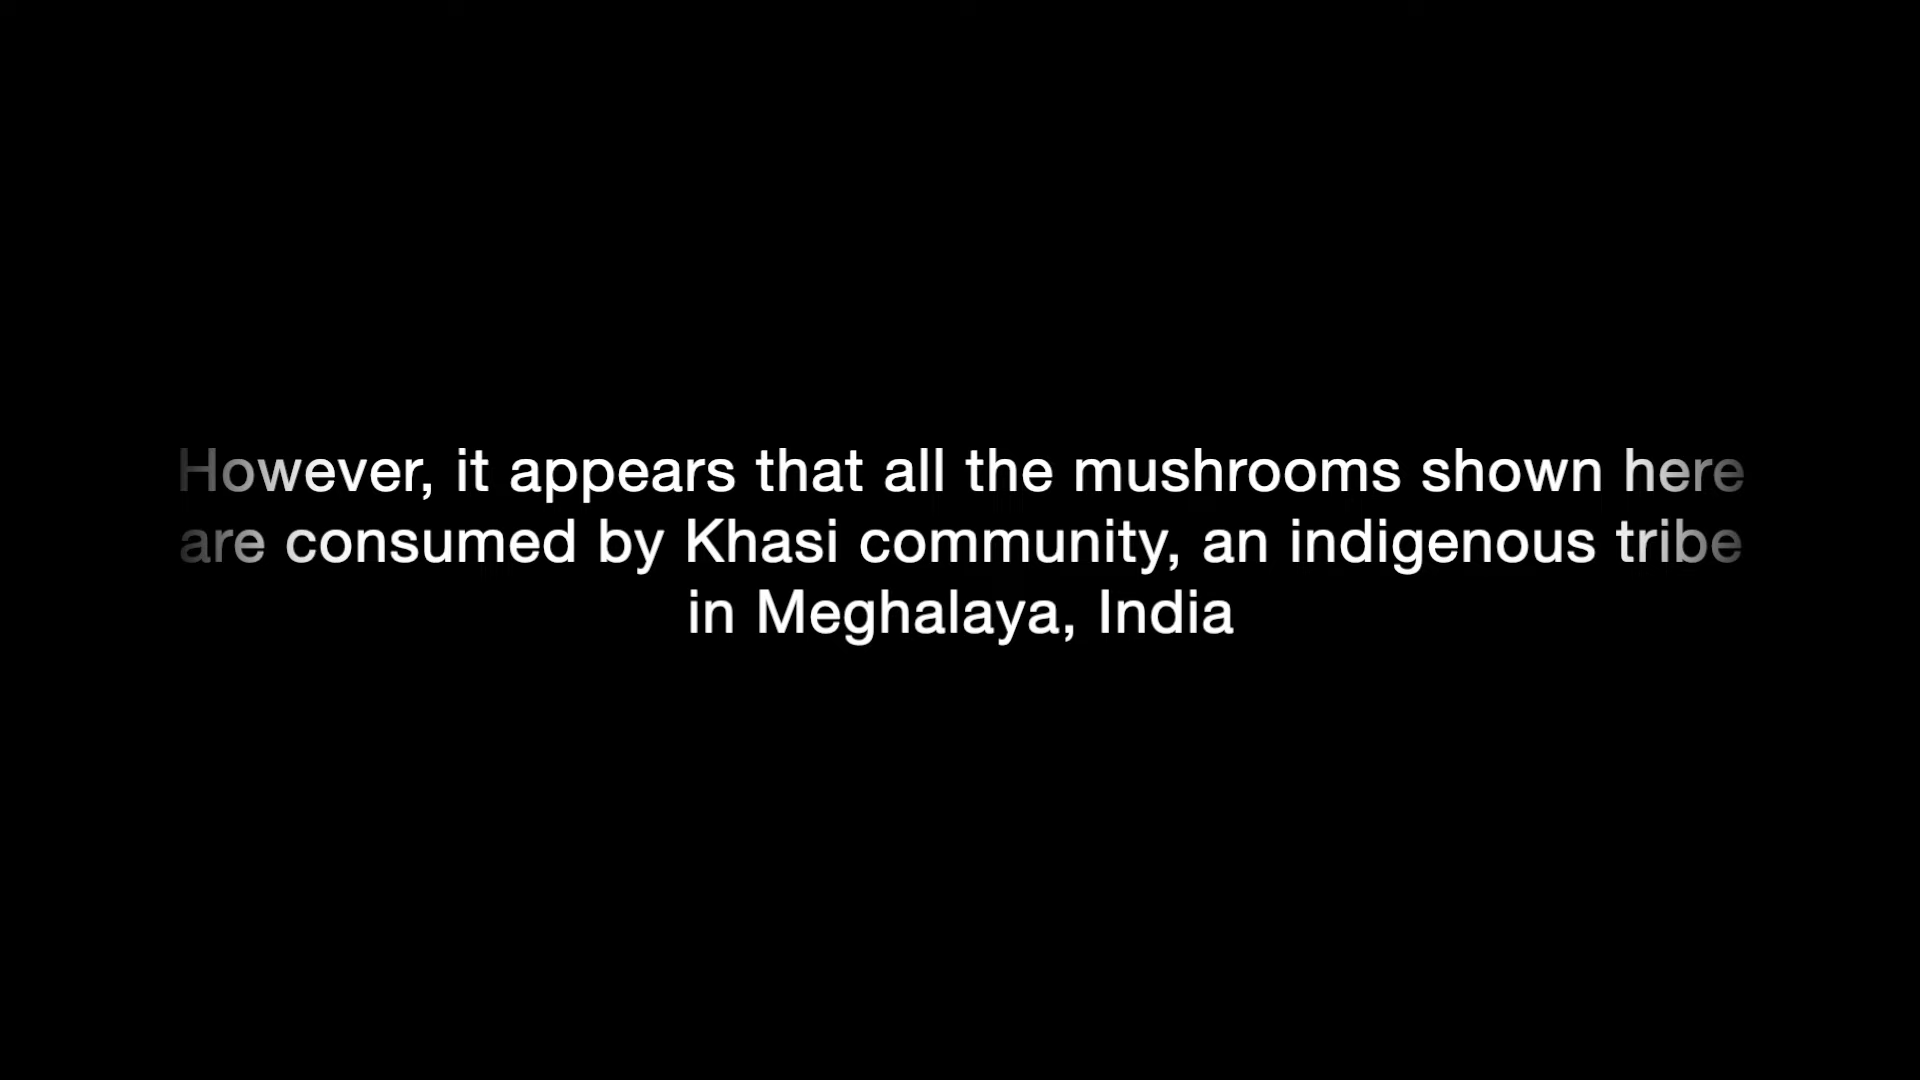 However, it appears that all the mushrooms shown here
are consumed by Khasi community, an indigenous tribe
in Meghalaya, India